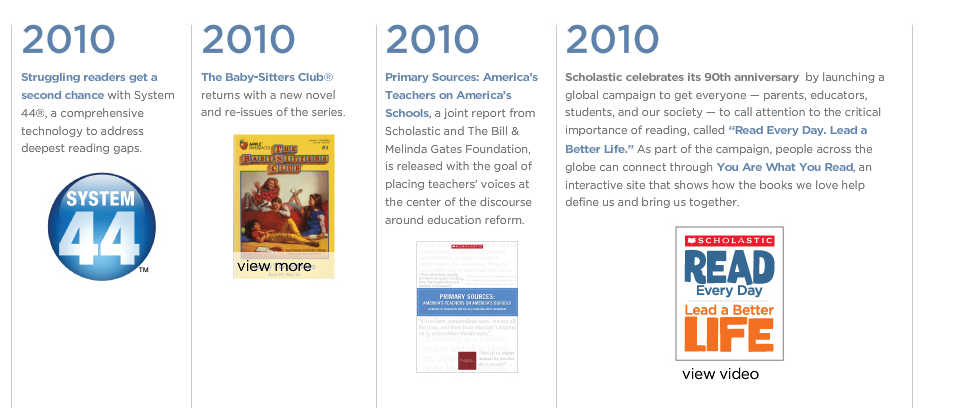 2010
Struggling readers get a
second chance with System
44®, a comprehensive
technology to address
deepest reading gaps.
SYSTEM
44
TM
2010
The Baby-Sitters Club®
returns with a new novel
and re-issues of the series.
APPLE
THE
BABY-SITTERS
CLUB
#1
view more
2010
Primary Sources: America's
Teachers on America's
Schools, a joint report from
Scholastic and The Bill &
Melinda Gates Foundation,
is released with the goal of
placing teachers' voices at
the center of the discourse
around education reform.
PRIMARY SOURCES:
AMERICA'S TEACHERS ON AMERICA'S SCHOOLS
2010
Scholastic celebrates its 90th anniversary by launching a
global campaign to get everyone — parents, educators,
students, and our society — to call attention to the critical
importance of reading, called “Read Every Day. Lead a
Better Life.” As part of the campaign, people across the
globe can connect through You Are What You Read, an
interactive site that shows how the books we love help
define us and bring us together.
SCHOLASTIC
READ
Every Day
Lead a Better
LIFE
view video